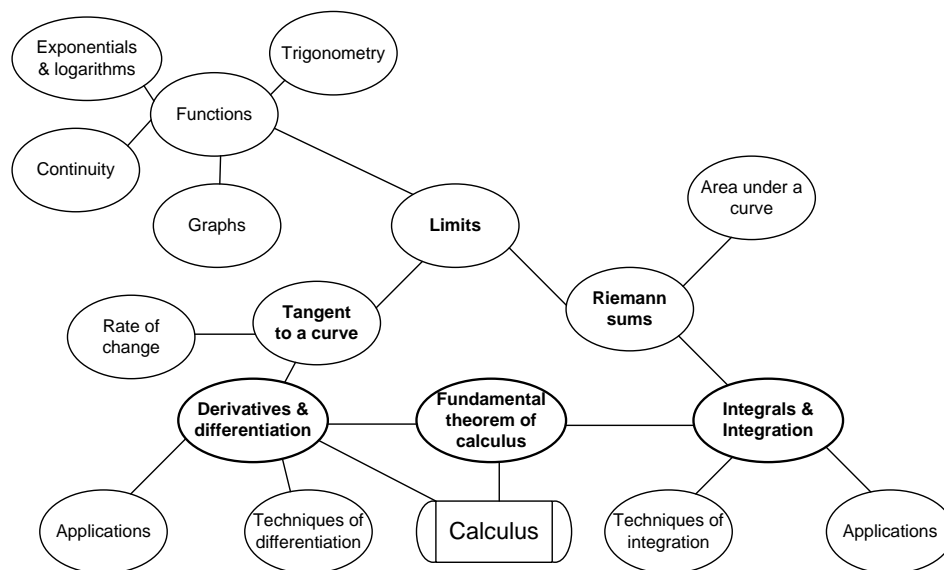 Exponentials
& logarithms
Trigonometry
Functions
Continuity
Graphs
Limits
Area under a
curve
Tangent
to a curve
Riemann
sums
Rate of
change
Derivatives &
differentiation
Fundamental
theorem of
calculus
Integrals &
Integration
Applications
Techniques of
differentiation
Calculus
Techniques of
integration
Applications